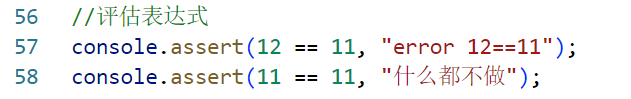 56 //评估表达式
57 console.assert(12 == 11, "error 12==11");
58 console.assert(11 == 11, "什么都不做");